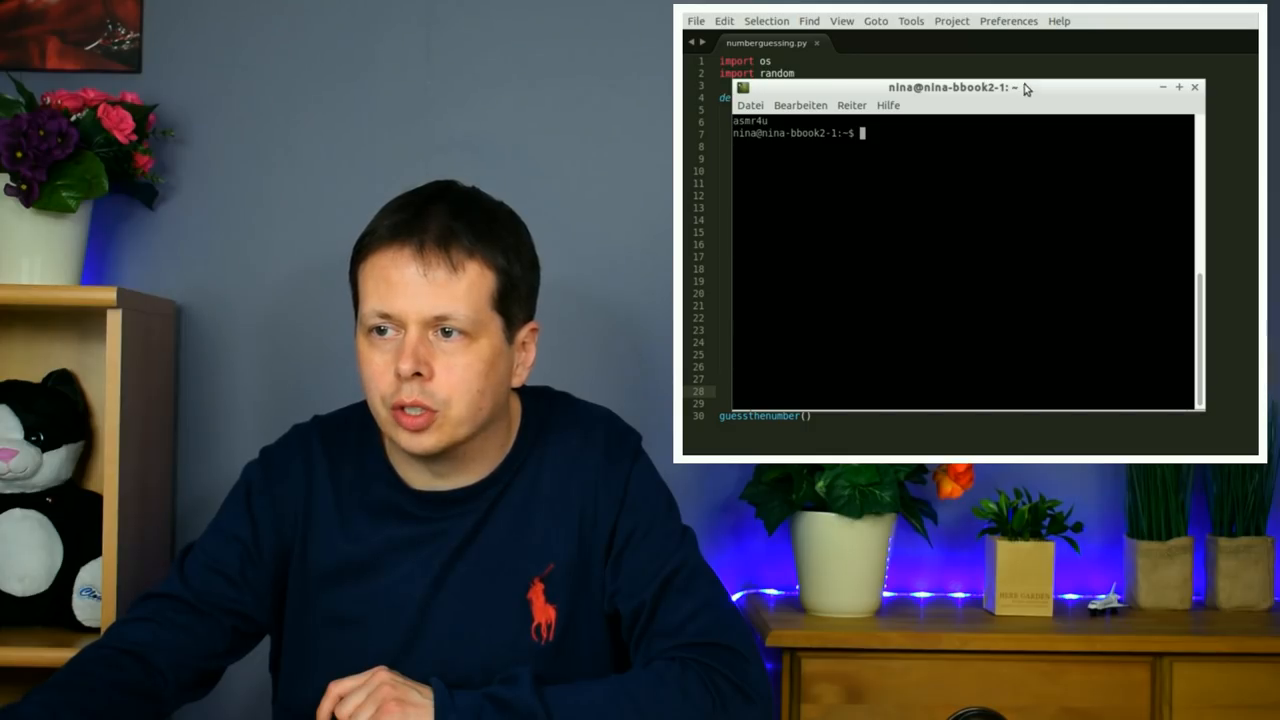 File Edit Selection Find View Goto Tools Project Preferences Help
numberguessing.py ×
1 import os
2 import random
3
4 de
5
6
7
8
9
10
11
12
13
14
15
16
17
18
19
20
21
22
23
24
25
26
27
28
29
30 guessthenumber()
nina@nina-bbook2-1: ~
Datei Bearbeiten Reiter Hilfe
asmr4u
nina@nina-bbook2-1:~$
HERB GARDEN